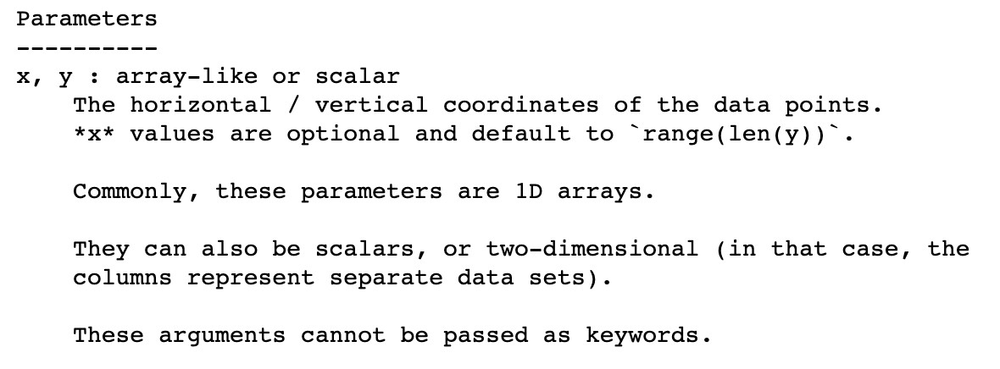 Parameters
----------
x, y : array-like or scalar
    The horizontal / vertical coordinates of the data points.
    *x* values are optional and default to `range(len(y))`.

    Commonly, these parameters are 1D arrays.

    They can also be scalars, or two-dimensional (in that case, the
    columns represent separate data sets).

    These arguments cannot be passed as keywords.